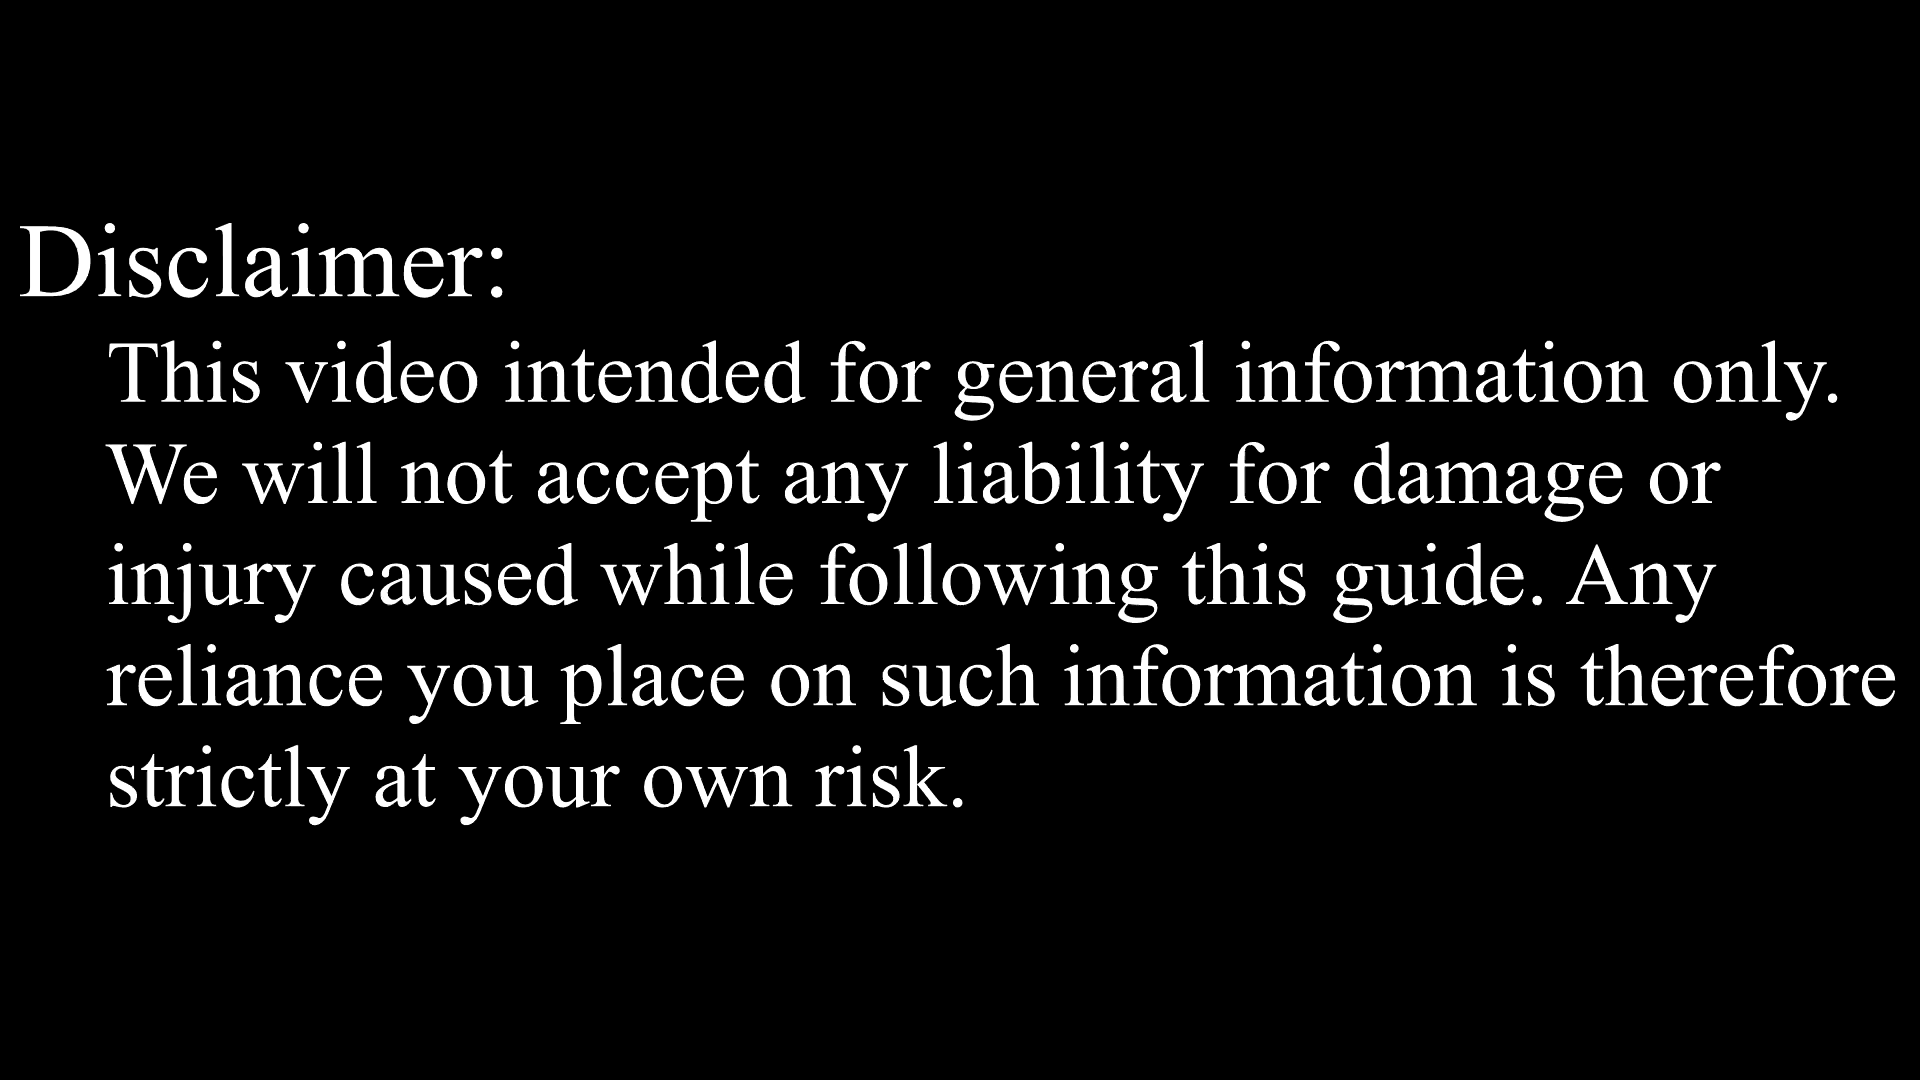 Disclaimer:
This video intended for general information only.
We will not accept any liability for damage or
injury caused while following this guide. Any
reliance you place on such information is therefore
strictly at your own risk.